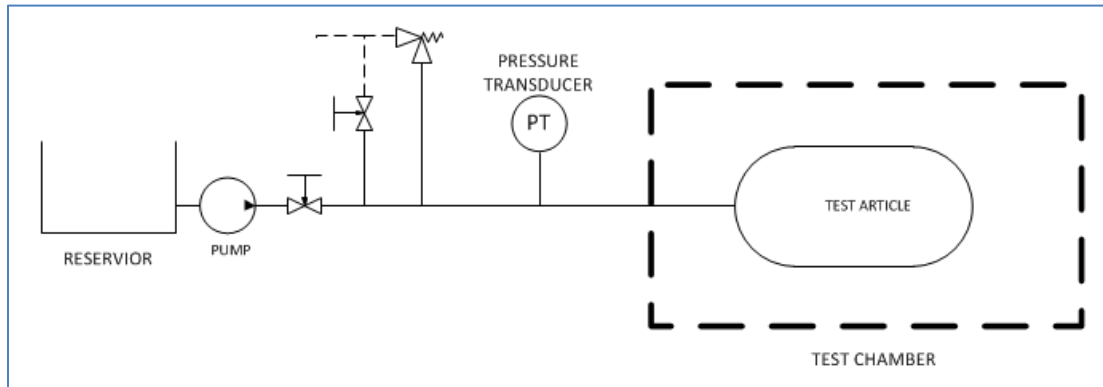 PRESSURE
TRANSDUCER
PT
TEST ARTICLE
PUMP
RESERVIOR
TEST CHAMBER